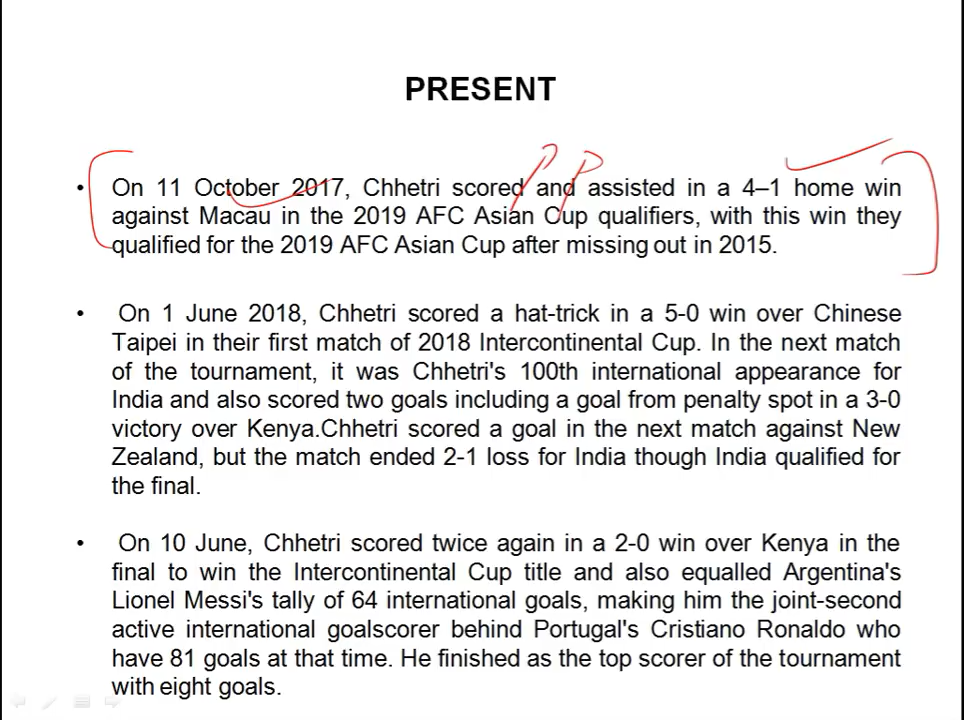 PRESENT
• On 11 October 2017, Chhetri scored and assisted in a 4–1 home win
against Macau in the 2019 AFC Asian Cup qualifiers, with this win they
qualified for the 2019 AFC Asian Cup after missing out in 2015.
• On 1 June 2018, Chhetri scored a hat-trick in a 5-0 win over Chinese
Taipei in their first match of 2018 Intercontinental Cup. In the next match
of the tournament, it was Chhetri's 100th international appearance for
India and also scored two goals including a goal from penalty spot in a 3-0
victory over Kenya.Chhetri scored a goal in the next match against New
Zealand, but the match ended 2-1 loss for India though India qualified for
the final.
• On 10 June, Chhetri scored twice again in a 2-0 win over Kenya in the
final to win the Intercontinental Cup title and also equalled Argentina's
Lionel Messi's tally of 64 international goals, making him the joint-second
active international goalscorer behind Portugal's Cristiano Ronaldo who
have 81 goals at that time. He finished as the top scorer of the tournament
with eight goals.